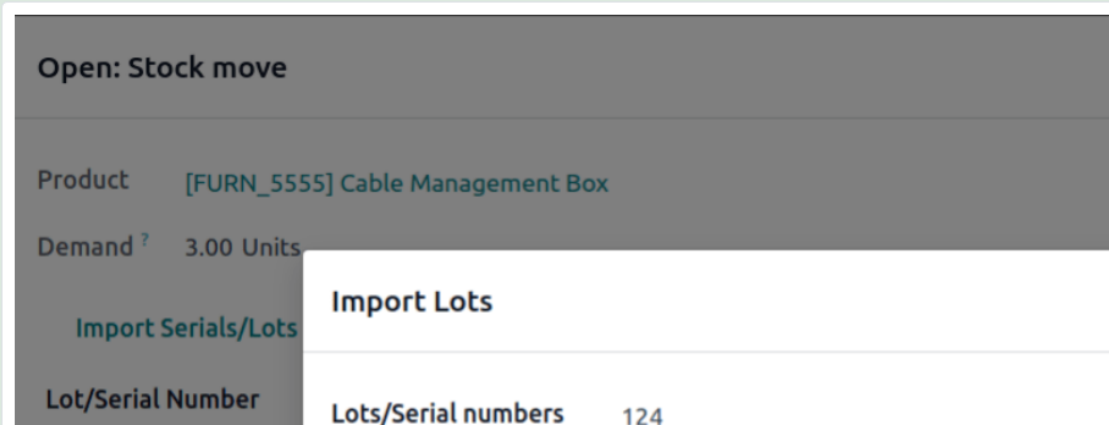 Open: Stock move
Product [FURN_5555] Cable Management Box
Demand ? 3.00 Units
Import Lots
Import Serials/Lots
Lot/Serial Number
Lots/Serial numbers 124